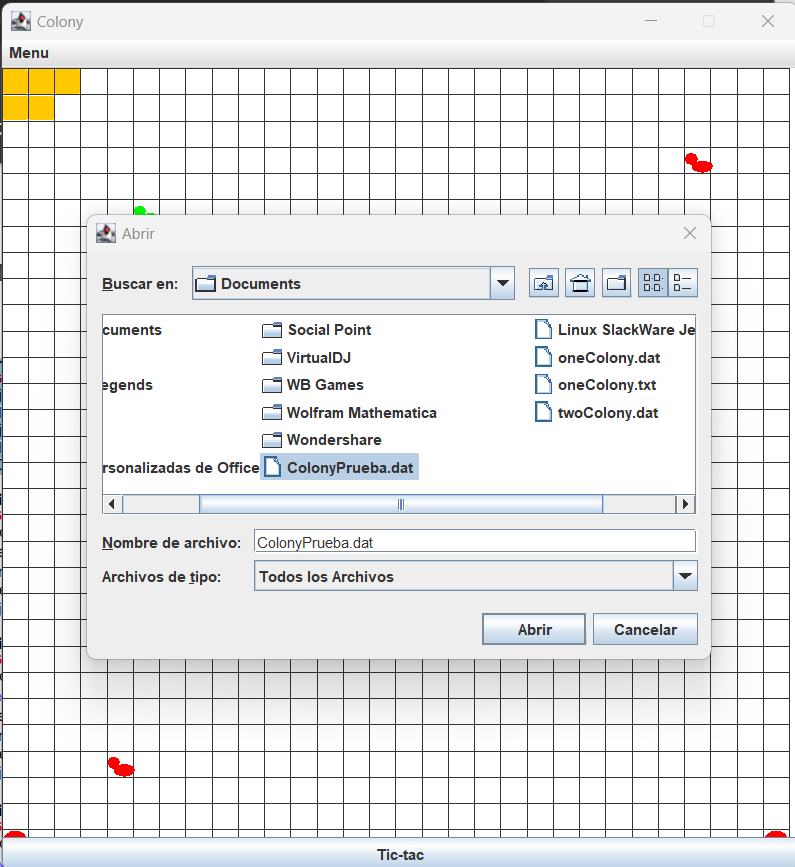 Colony
Menu
Abrir
Buscar en:
Documents
cuments
egends
rsonalizadas de Office
Social Point
VirtualDJ
WB Games
Wolfram Mathematica
Wondershare
ColonyPrueba.dat
Linux SlackWare Je
oneColony.dat
oneColony.txt
twoColony.dat
Nombre de archivo:
ColonyPrueba.dat
Archivos de tipo:
Todos los Archivos
Abrir
Cancelar
Tic-tac